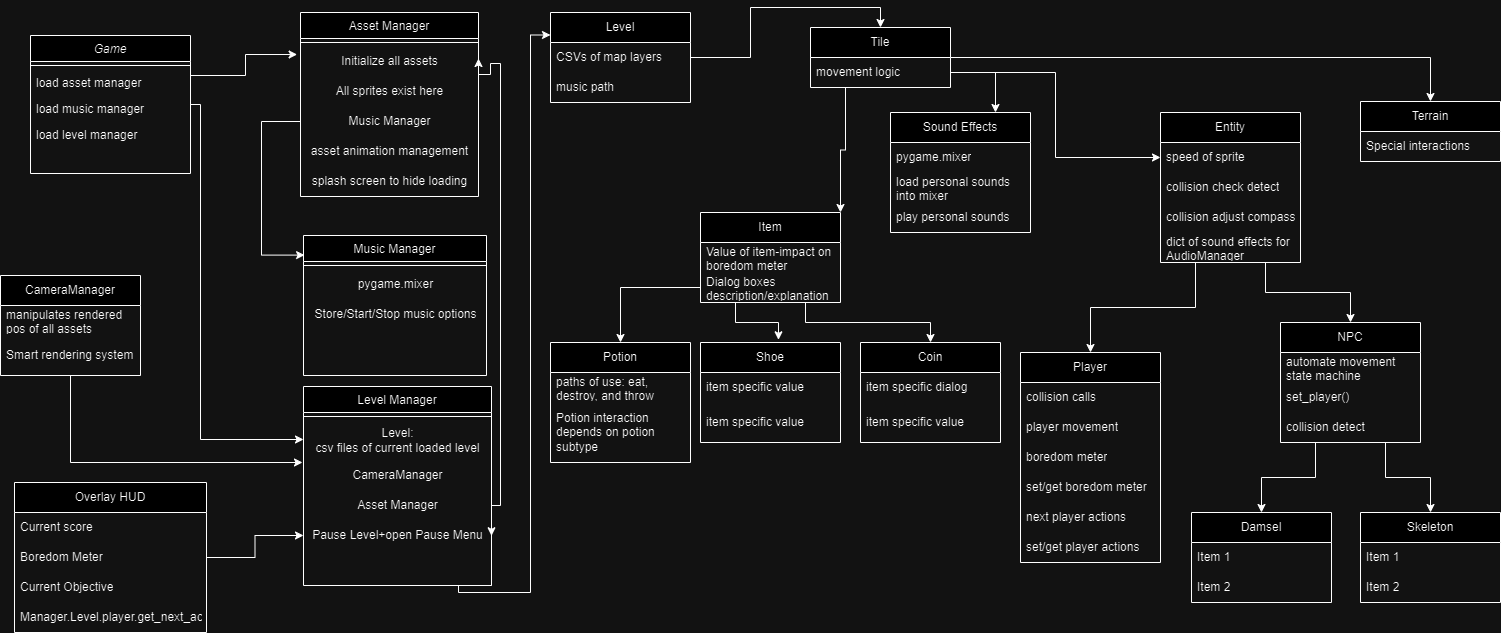 Game
load asset manager
load music manager
load level manager
Asset Manager
Initialize all assets
All sprites exist here
Music Manager
asset animation management
splash screen to hide loading
Music Manager
pygame.mixer
Store/Start/Stop music options
CameraManager
manipulates rendered
pos of all assets
Smart rendering system
Level Manager
Level:
csv files of current loaded level
CameraManager
Asset Manager
Pause Level+open Pause Menu
Overlay HUD
Current score
Boredom Meter
Current Objective
Manager.Level.player.get_next_ac
Level
CSVs of map layers
music path
Tile
movement logic
Sound Effects
pygame.mixer
load personal sounds
into mixer
play personal sounds
Entity
speed of sprite
collision check detect
collision adjust compass
dict of sound effects for
AudioManager
Terrain
Special interactions
Item
Value of item-impact on
boredom meter
Dialog boxes
description/explanation
Potion
paths of use: eat,
destroy, and throw
Potion interaction
depends on potion
subtype
Shoe
item specific value
item specific value
Coin
item specific dialog
item specific value
Player
collision calls
player movement
boredom meter
set/get boredom meter
next player actions
set/get player actions
NPC
automate movement
state machine
set_player()
collision detect
Damsel
Item 1
Item 2
Skeleton
Item 1
Item 2